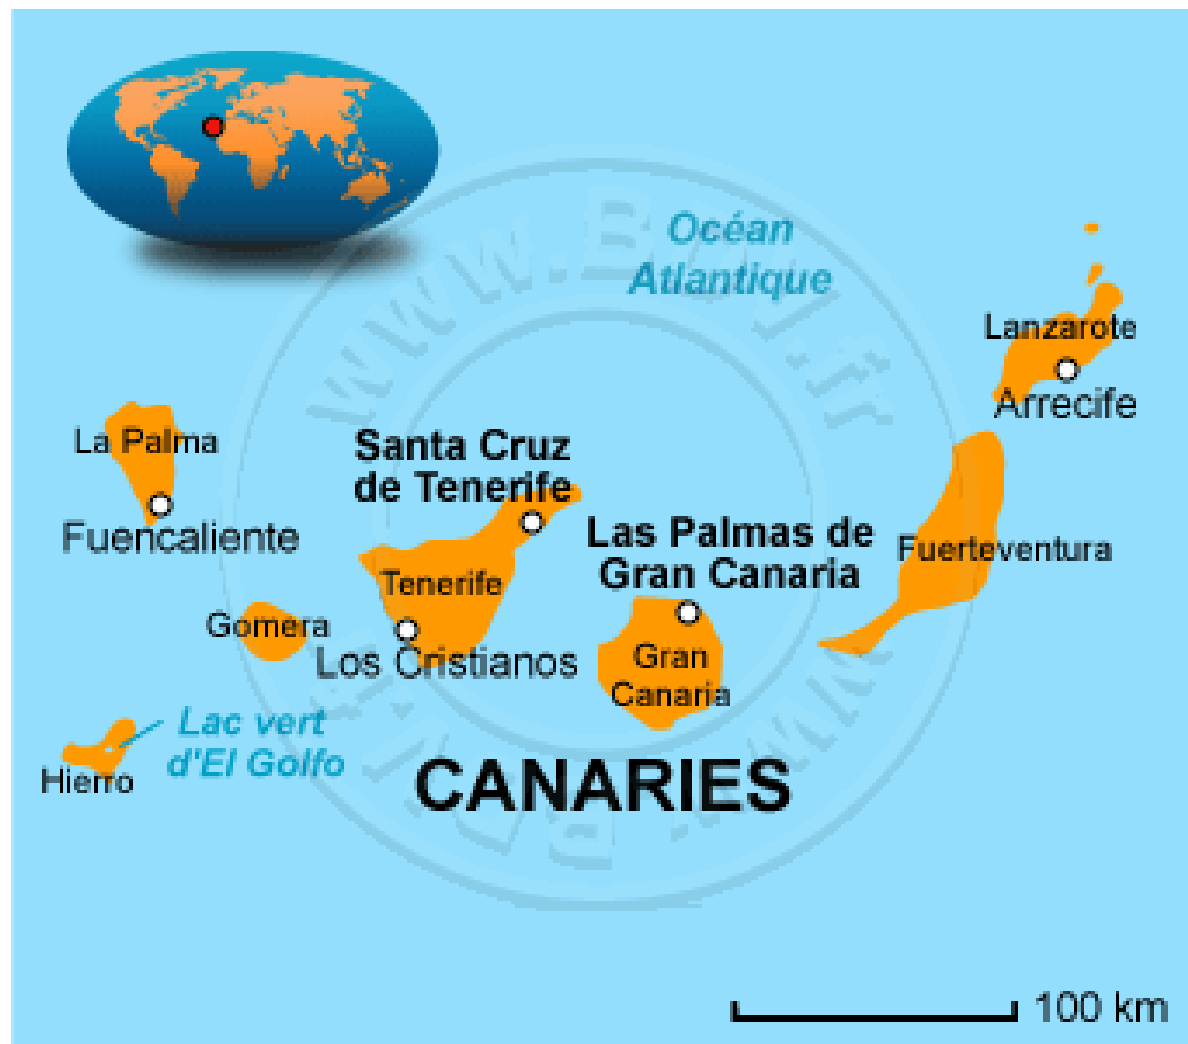 Océan
Atlantique
Lanzarote
Arrecife
La Palma
Fuencaliente
Santa Cruz
de Tenerife
Tenerife
Los Cristianos
Gomera
Las Palmas de
Gran Canaria
Gran
Canaria
Fuerteventura
Lac vert
d'El Golfo
Hierro
CANARIES
100 km